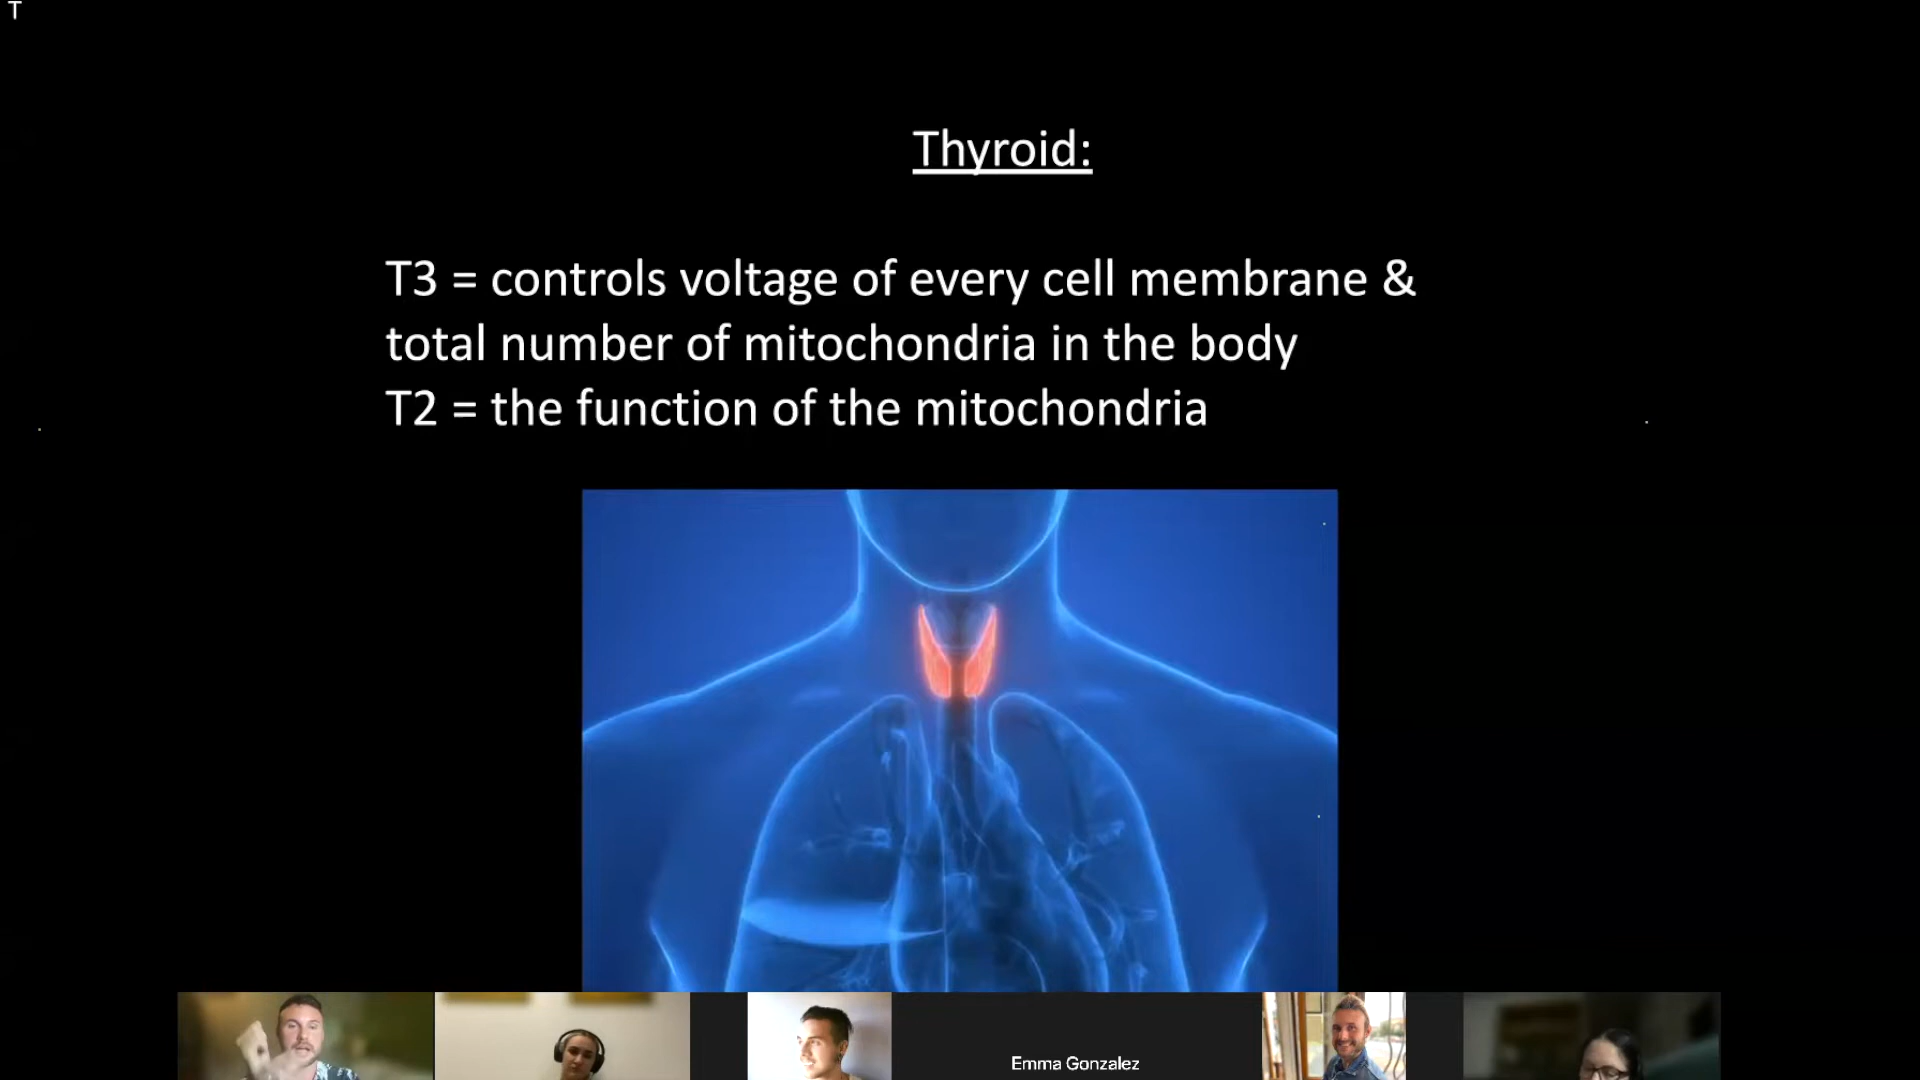 T
Thyroid:
T3 = controls voltage of every cell membrane &
total number of mitochondria in the body
T2 = the function of the mitochondria
Emma Gonzalez